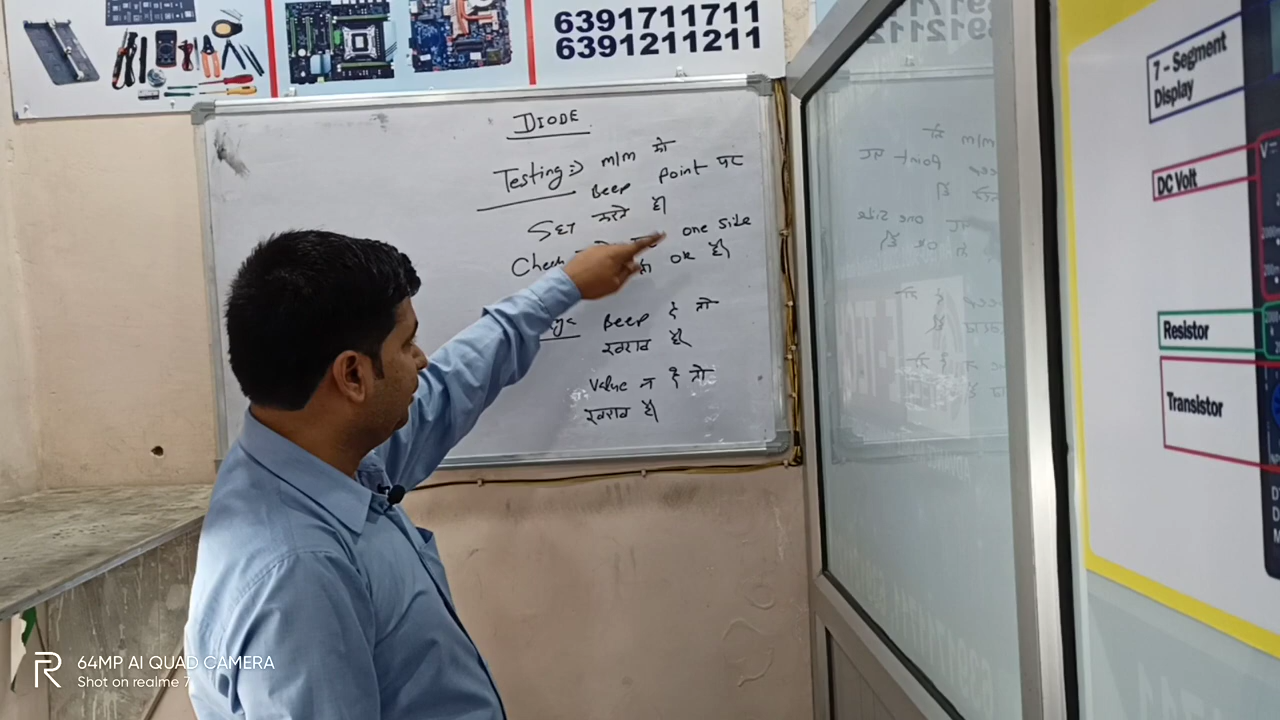 6391711711
6391211211
DIODE
Testing :⇒ m/m को
Beep Point पर
SET करते है।
one side
ok है।
Beep दे तो
खराब है।
Value न दे तो
खराब है।
7 - Segment
Display
DC Volt
Resistor
Transistor
64MP AI QUAD CAMERA
Shot on realme 7